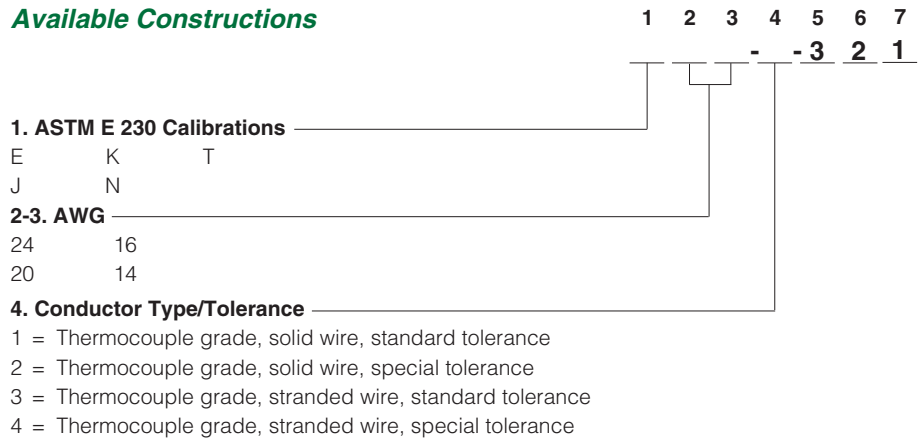 Available Constructions
1 2 3 4 5 6 7
- - 3 2 1
1. ASTM E 230 Calibrations
E K T
J N
2-3. AWG
24 16
20 14
4. Conductor Type/Tolerance
1 = Thermocouple grade, solid wire, standard tolerance
2 = Thermocouple grade, solid wire, special tolerance
3 = Thermocouple grade, stranded wire, standard tolerance
4 = Thermocouple grade, stranded wire, special tolerance